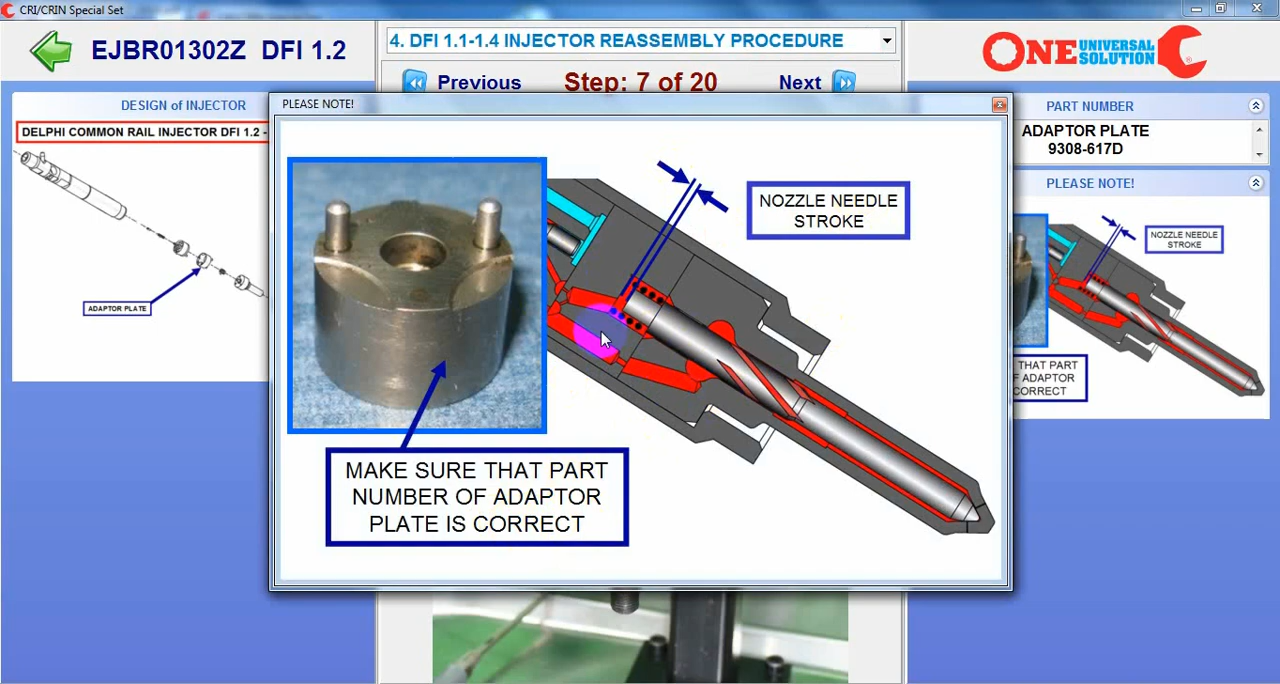 CRI/CRIN Special Set
EJBR01302Z DFI 1.2
4. DFI 1.1-1.4 INJECTOR REASSEMBLY PROCEDURE
Previous
Step: 7 of 20
Next
ONE UNIVERSAL
SOLUTION
DESIGN of INJECTOR
DELPHI COMMON RAIL INJECTOR DFI 1.2 -
ADAPTOR PLATE
PLEASE NOTE!
NOZZLE NEEDLE
STROKE
MAKE SURE THAT PART
NUMBER OF ADAPTOR
PLATE IS CORRECT
PART NUMBER
ADAPTOR PLATE
9308-617D
PLEASE NOTE!
NOZZLE NEEDLE
STROKE
THAT PART
F ADAPTOR
CORRECT